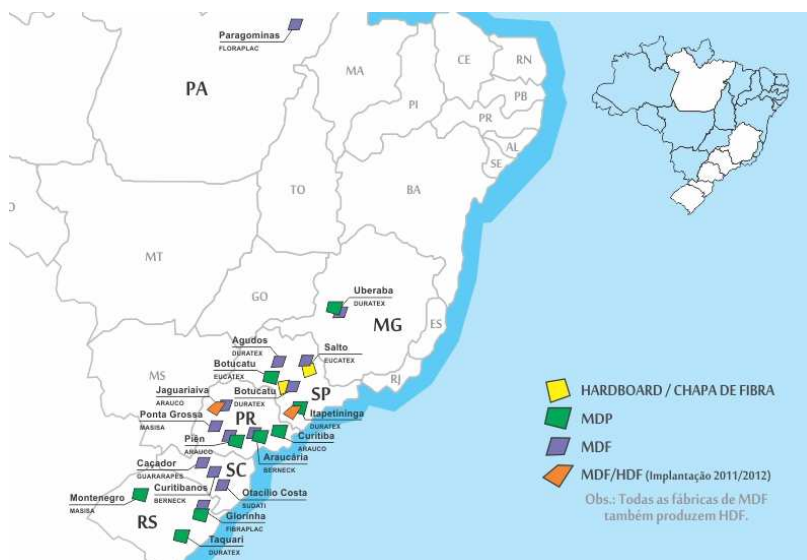 Paragominas
FLORAPLAC
PA
MA
CE
RN
PB
PI
PR
AL
SE
TO
BA
MT
GO
Uberaba
DURATEX
MG
ES
Agudos
DURATEX
Salto
EUCATEX
Botucatu
EUCATEX
MS
RJ
Jaguariaiva
ARAUCO
Botucatu
DURATEX
SP
Itapetininga
DURATEX
Ponta Grossa
MASISA
PR
Curitiba
ARAUCO
Piên
ARAUCO
Araucária
BERNECK
Caçador
GUARARAPES
SC
Curitibanos
BERNECK
Otacílio Costa
SUDATI
Montenegro
MASISA
Glorinha
FIBRAPLAC
RS
Taquari
DURATEX
HARDBOARD / CHAPA DE FIBRA
MDP
MDF
MDF/HDF (Implantação 2011/2012)
Obs.: Todas as fábricas de MDF
também produzem HDF.